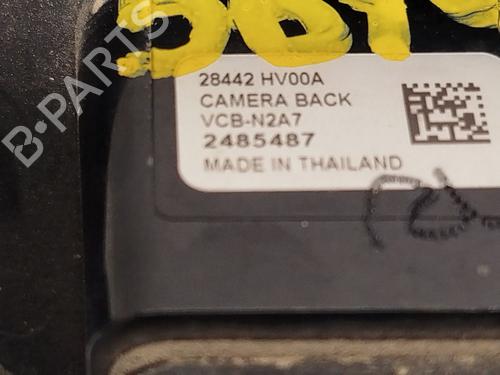 28442 HV00A
CAMERA BACK
VCB-N2A7
2485487
MADE IN THAILAND
B-PARTS